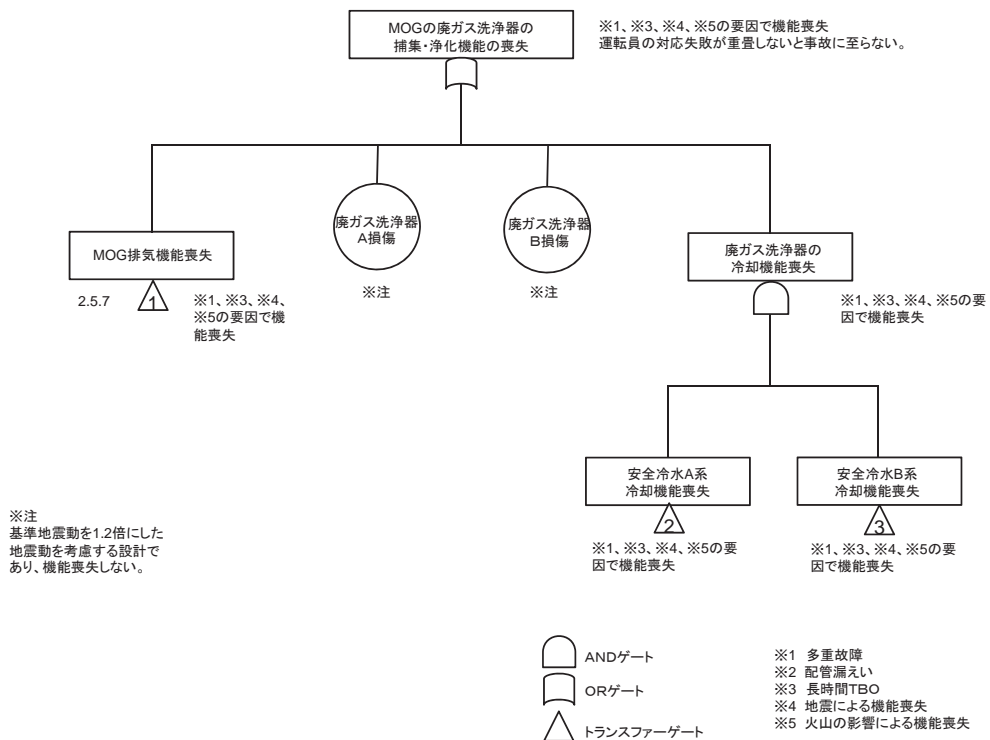 MOGの廃ガス洗浄器の
捕集・浄化機能の喪失
※1、※3、※4、※5の要因で機能喪失
運転員の対応失敗が重畳しないと事故に至らない。
MOG排気機能喪失
2.5.7
1
※1、※3、※4、
※5の要因で機
能喪失
廃ガス洗浄器
A損傷
※注
廃ガス洗浄器
B損傷
※注
廃ガス洗浄器の
冷却機能喪失
※1、※3、※4、※5の要
因で機能喪失
安全冷水A系
冷却機能喪失
2
※1、※3、※4、※5の要
因で機能喪失
安全冷水B系
冷却機能喪失
3
※1、※3、※4、※5の要
因で機能喪失
※注
基準地震動を1.2倍にした
地震動を考慮する設計で
あり、機能喪失しない。
ANDゲート
ORゲート
トランスファーゲート
※1 多重故障
※2 配管漏えい
※3 長時間TBO
※4 地震による機能喪失
※5 火山の影響による機能喪失